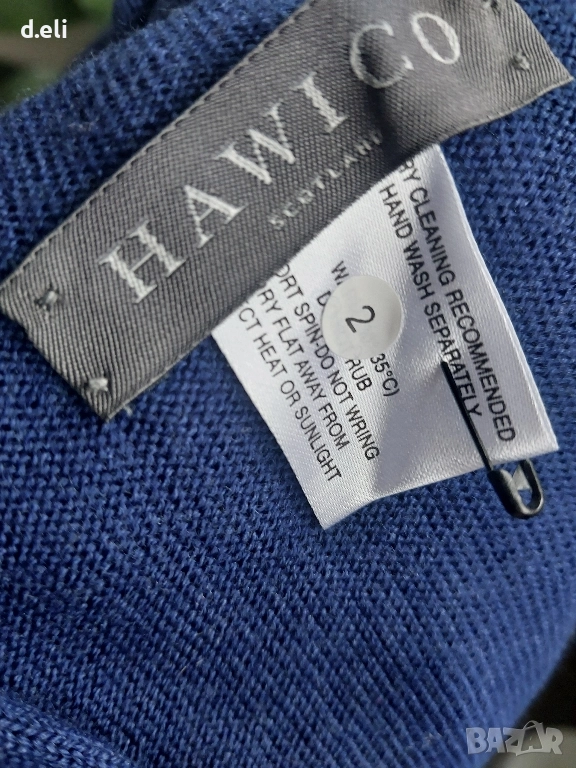 d.eli
HAWICO
SCOTLAND
RY CLEANING RECOMMENDED
HAND WASH SEPARATELY
35°C)
RUB
ORT SPIN-DO NOT WRING
RY FLAT AWAY FROM
CT HEAT OR SUNLIGHT
2
BAZAR